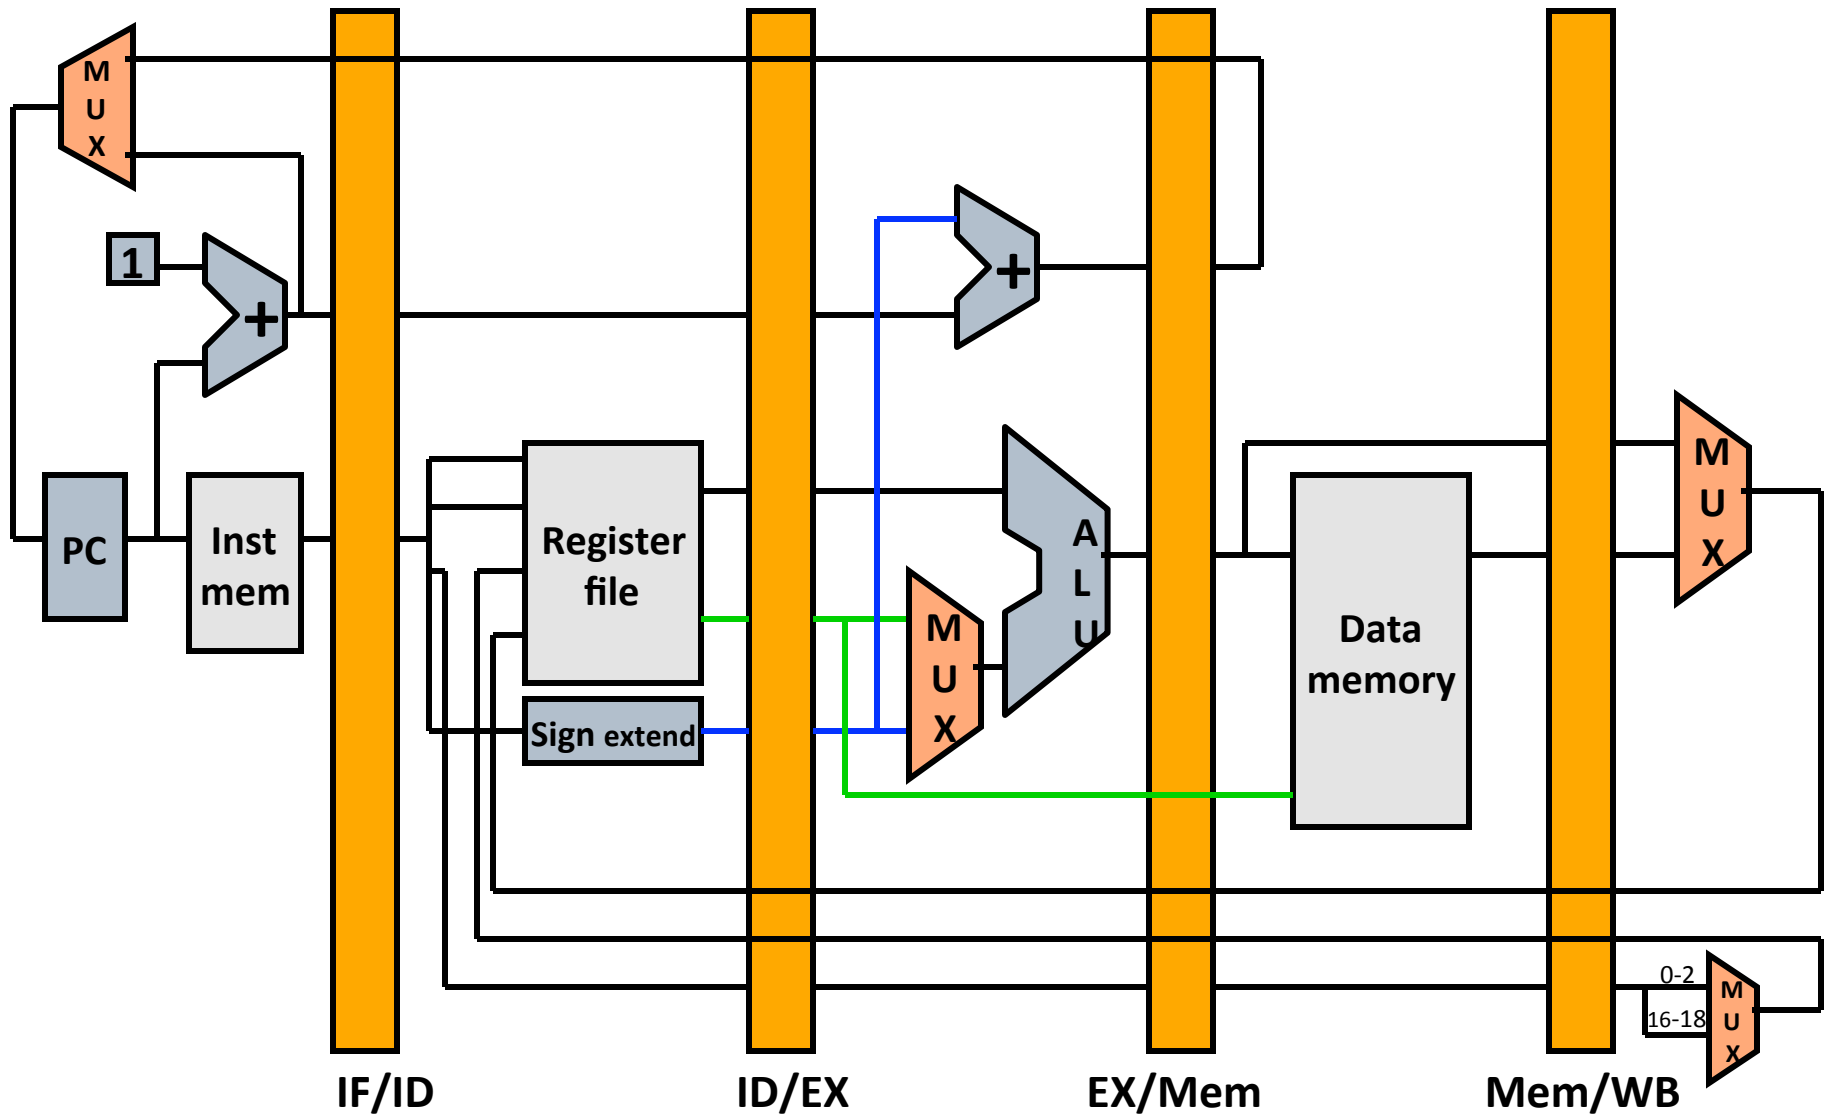 M
U
X
1
+
+
PC
Inst
mem
Register
file
Sign extend
M
U
X
A
L
U
Data
memory
M
U
X
0-2
16-18
M
U
X
IF/ID
ID/EX
EX/Mem
Mem/WB